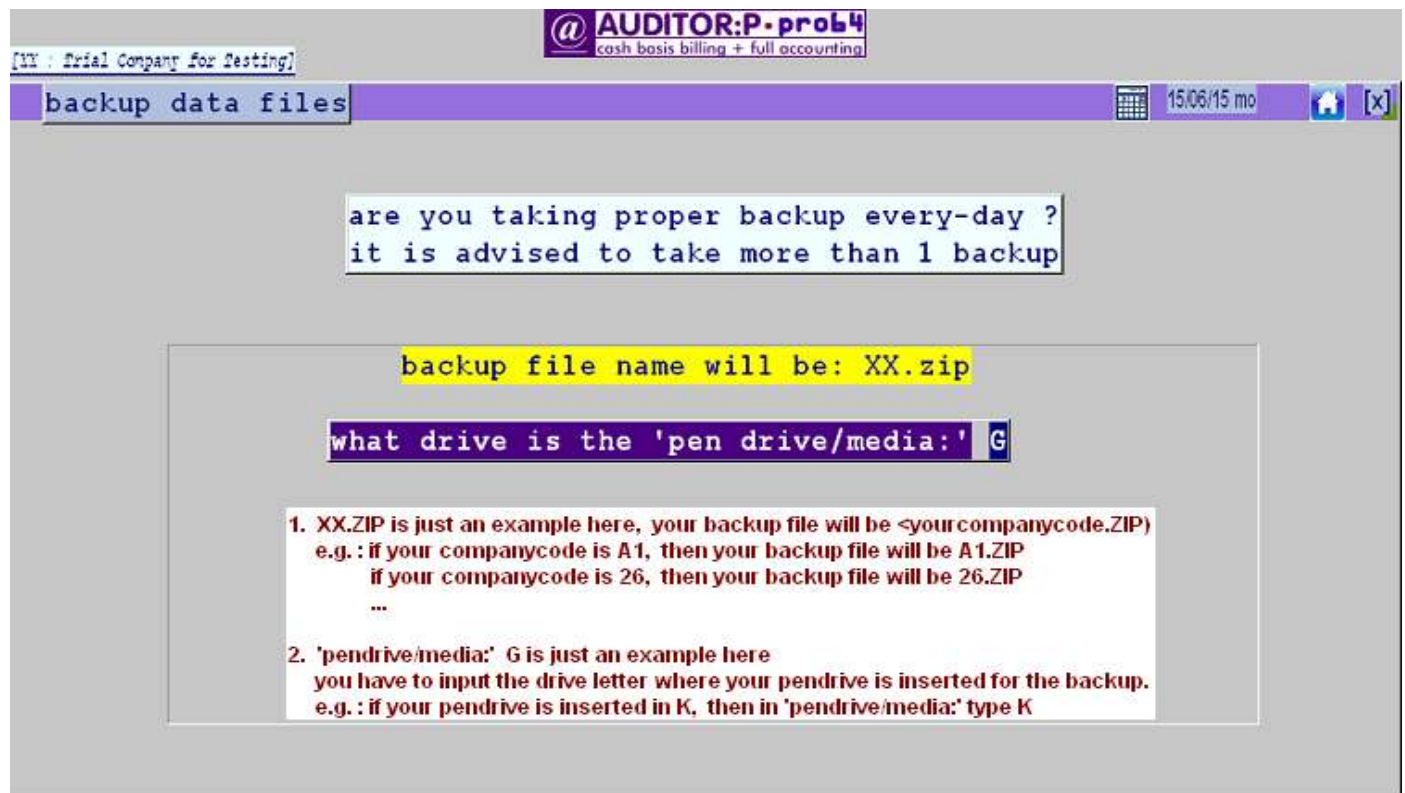 @ AUDITOR:P-prob4
cash basis billing + full accounting
[XX : Trial Company for Testing]
backup data files
15/06/15 mo
[x]
are you taking proper backup every-day ?
it is advised to take more than 1 backup
backup file name will be: XX.zip
what drive is the 'pen drive/media:' G
1. XX.ZIP is just an example here, your backup file will be <yourcompanycode.ZIP)
e.g. : if your companycode is A1, then your backup file will be A1.ZIP
if your companycode is 26, then your backup file will be 26.ZIP
...
2. 'pendrive/media:' G is just an example here
you have to input the drive letter where your pendrive is inserted for the backup.
e.g. : if your pendrive is inserted in K, then in 'pendrive/media:' type K